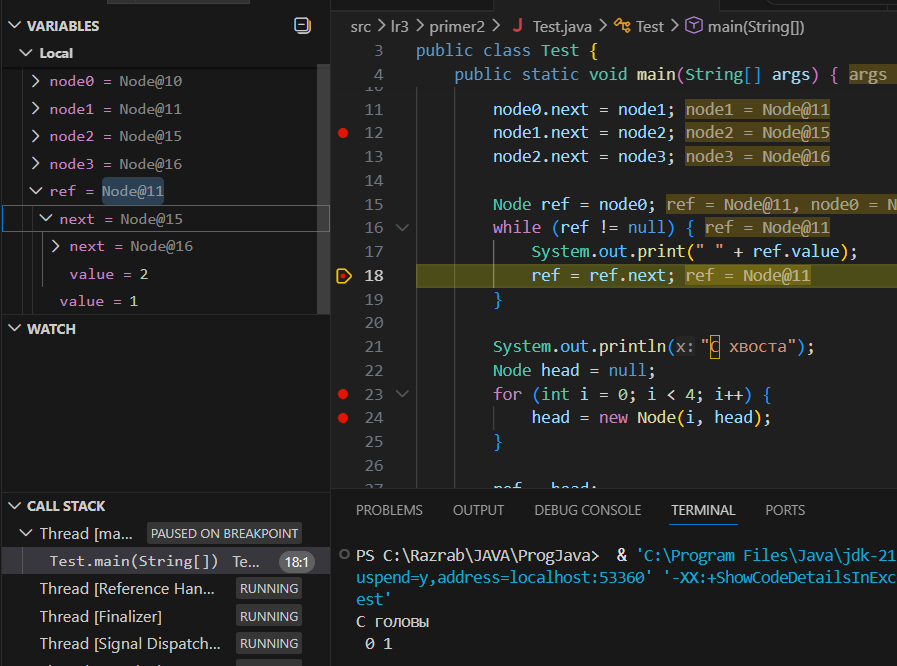 VARIABLES
Local
node0 = Node@10
node1 = Node@11
node2 = Node@15
node3 = Node@16
ref = Node@11
next = Node@15
next = Node@16
value = 2
value = 1
WATCH
CALL STACK
Thread [ma... PAUSED ON BREAKPOINT
Test.main(String[]) Te... 18:1
Thread [Reference Han... RUNNING
Thread [Finalizer] RUNNING
Thread [Signal Dispatch... RUNNING
src > lr3 > primer2 > J Test.java > Test > main(String[])
3 public class Test {
4 public static void main(String[] args) { args
11 node0.next = node1; node1 = Node@11
12 node1.next = node2; node2 = Node@15
13 node2.next = node3; node3 = Node@16
14
15 Node ref = node0; ref = Node@11, node0 = N
16 while (ref != null) { ref = Node@11
17 System.out.print(" " + ref.value);
18 ref = ref.next; ref = Node@11
19 }
20
21 System.out.println(x: "С хвоста");
22 Node head = null;
23 for (int i = 0; i < 4; i++) {
24 head = new Node(i, head);
25 }
26
27 ref = head;
PROBLEMS OUTPUT DEBUG CONSOLE TERMINAL PORTS
PS C:\Razrab\JAVA\ProgJava> & 'C:\Program Files\Java\jdk-21
uspend=y,address=localhost:53360' '-XX:+ShowCodeDetailsInExc
est'
С головы
0 1